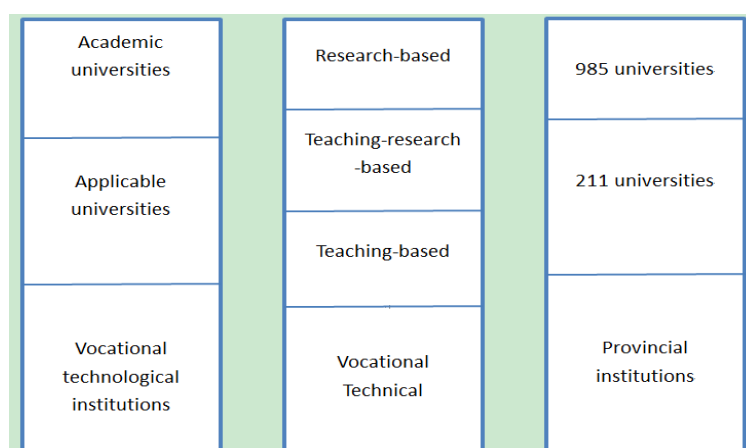 Academic
universities
Applicable
universities
Vocational
technological
institutions
Research-based
Teaching-research
-based
Teaching-based
Vocational
Technical
985 universities
211 universities
Provincial
institutions